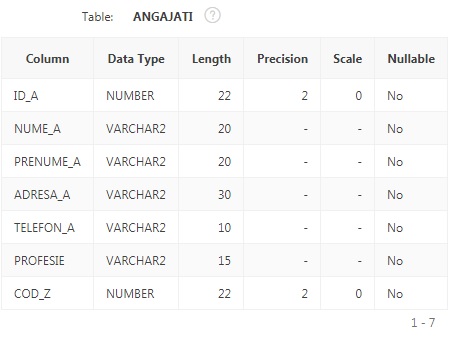 Table: ANGAJATI ?
Column Data Type Length Precision Scale Nullable
ID_A NUMBER 22 2 0 No
NUME_A VARCHAR2 20 - - No
PRENUME_A VARCHAR2 20 - - No
ADRESA_A VARCHAR2 30 - - No
TELEFON_A VARCHAR2 10 - - No
PROFESIE VARCHAR2 15 - - No
COD_Z NUMBER 22 2 0 No
1 - 7